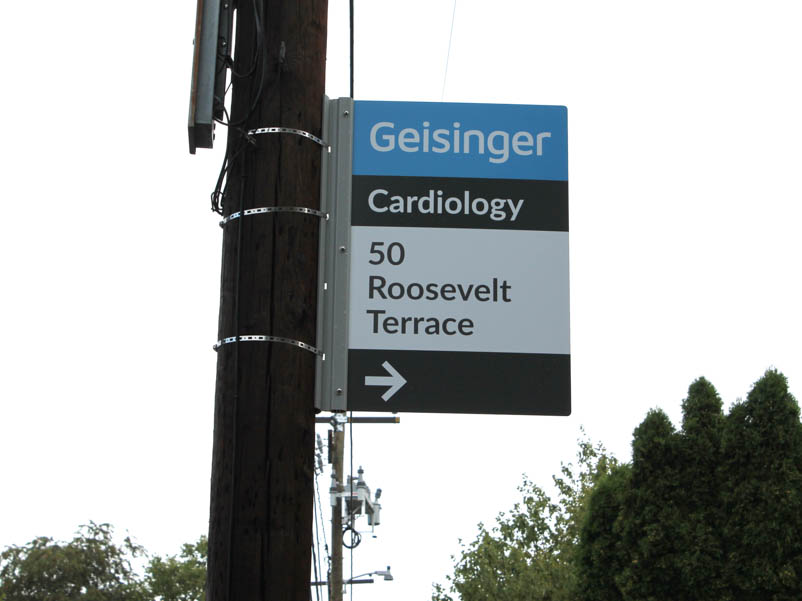 Geisinger
Cardiology
50
Roosevelt
Terrace